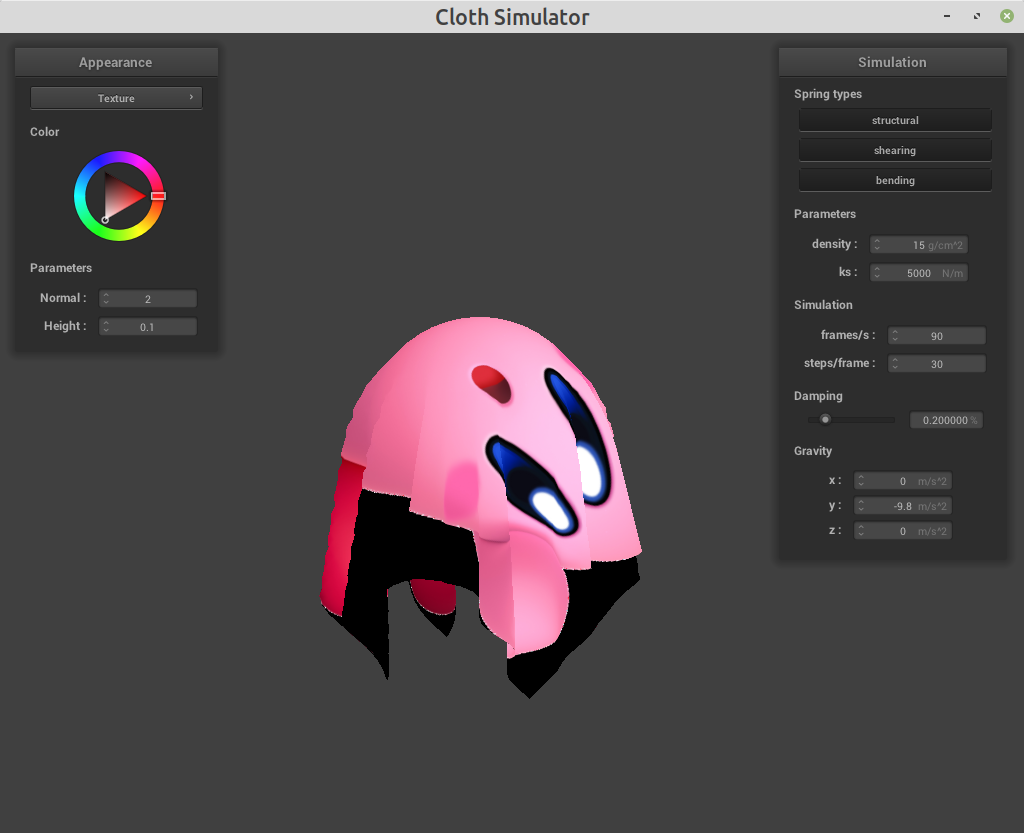 Cloth Simulator
Appearance
Texture
Color
Parameters
Normal : 2
Height : 0.1
Simulation
Spring types
structural
shearing
bending
Parameters
density : 15 g/cm^2
ks : 5000 N/m
Simulation
frames/s : 90
steps/frame : 30
Damping
0.200000 %
Gravity
x : 0 m/s^2
y : -9.8 m/s^2
z : 0 m/s^2